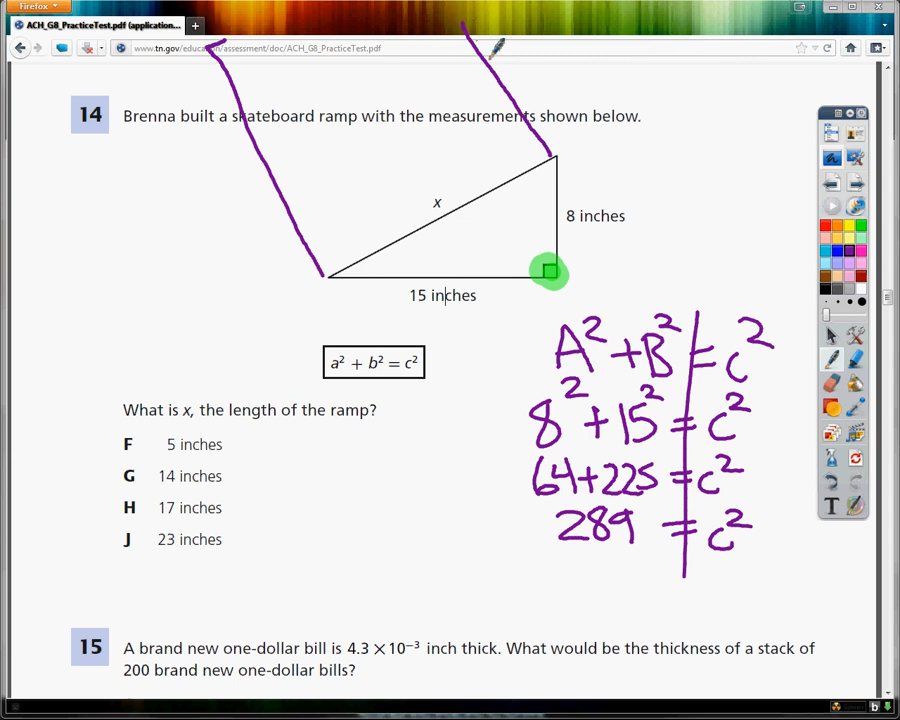 Firefox
ACH_G8_PracticeTest.pdf (application...
www.tn.gov/education/assessment/doc/ACH_G8_PracticeTest.pdf
14 Brenna built a skateboard ramp with the measurements shown below.
x
8 inches
15 inches
a² + b² = c²
A² + B² = c²
8² + 15² = c²
64 + 225 = c²
289 = c²
What is x, the length of the ramp?
F 5 inches
G 14 inches
H 17 inches
J 23 inches
15 A brand new one-dollar bill is 4.3 × 10⁻³ inch thick. What would be the thickness of a stack of
200 brand new one-dollar bills?